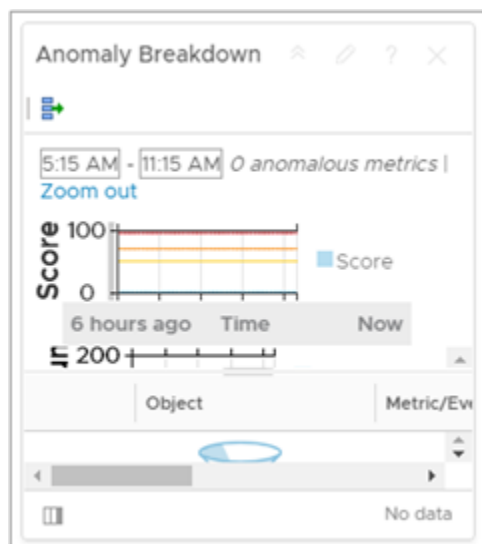 Anomaly Breakdown
5:15 AM - 11:15 AM 0 anomalous metrics |
Zoom out
Score
100
0
Score
6 hours ago Time Now
200
Object Metric/Eve
No data